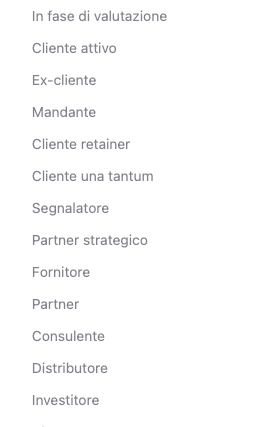 In fase di valutazione
Cliente attivo
Ex-cliente
Mandante
Cliente retainer
Cliente una tantum
Segnalatore
Partner strategico
Fornitore
Partner
Consulente
Distributore
Investitore